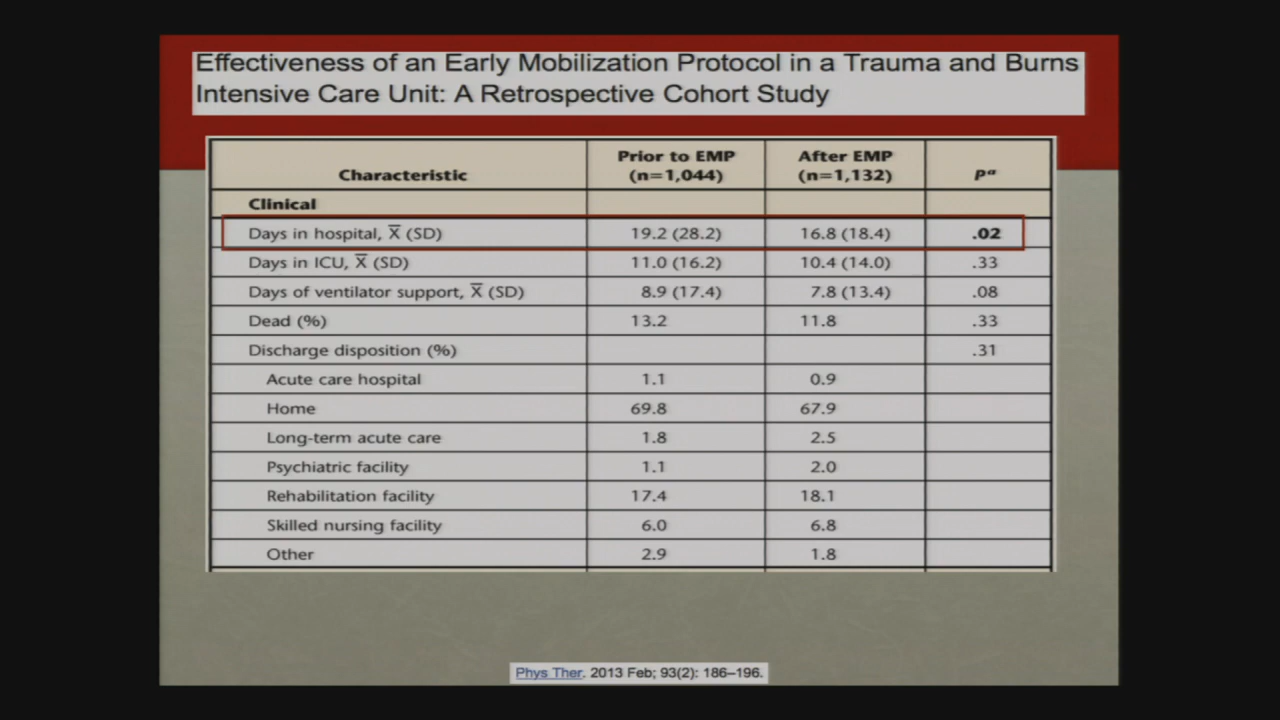 Effectiveness of an Early Mobilization Protocol in a Trauma and Burns
Intensive Care Unit: A Retrospective Cohort Study
Characteristic Prior to EMP (n=1,044) After EMP (n=1,132) Pᵃ
Clinical
Days in hospital, X̅ (SD) 19.2 (28.2) 16.8 (18.4) .02
Days in ICU, X̅ (SD) 11.0 (16.2) 10.4 (14.0) .33
Days of ventilator support, X̅ (SD) 8.9 (17.4) 7.8 (13.4) .08
Dead (%) 13.2 11.8 .33
Discharge disposition (%) .31
Acute care hospital 1.1 0.9
Home 69.8 67.9
Long-term acute care 1.8 2.5
Psychiatric facility 1.1 2.0
Rehabilitation facility 17.4 18.1
Skilled nursing facility 6.0 6.8
Other 2.9 1.8
Phys Ther. 2013 Feb; 93(2): 186–196.